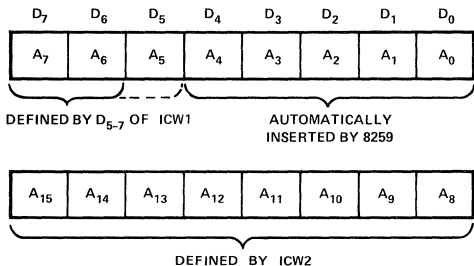 D7 D6 D5 D4 D3 D2 D1 D0
A7 A6 A5 A4 A3 A2 A1 A0
DEFINED BY D5-7 OF ICW1
AUTOMATICALLY
INSERTED BY 8259
A15 A14 A13 A12 A11 A10 A9 A8
DEFINED BY ICW2